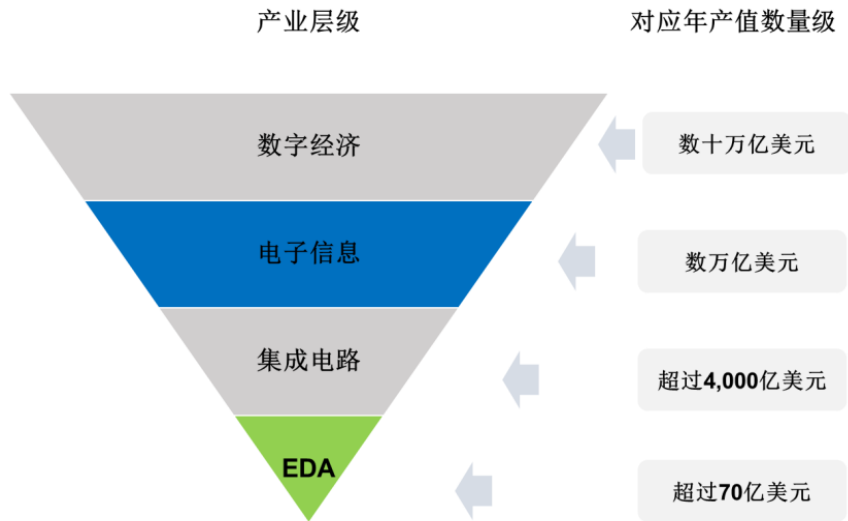 产业层级
对应年产值数量级
数字经济
数十万亿美元
电子信息
数万亿美元
集成电路
超过4,000亿美元
EDA
超过70亿美元